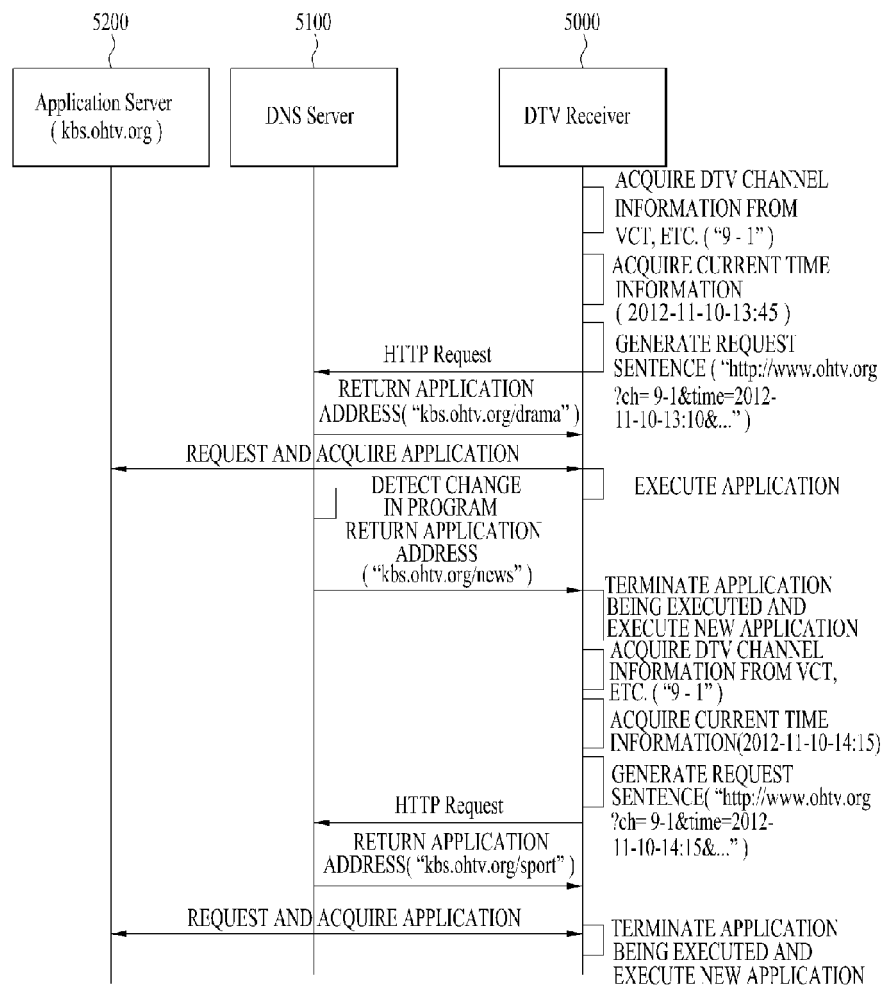 5200
5100
5000
Application Server
( kbs.ohtv.org )
DNS Server
DTV Receiver
ACQUIRE DTV CHANNEL
INFORMATION FROM
VCT, ETC. ( “9 - 1” )
ACQUIRE CURRENT TIME
INFORMATION
( 2012-11-10-13:45 )
GENERATE REQUEST
SENTENCE ( “http://www.ohtv.org
?ch= 9-1&time=2012-
11-10-13:10&...” )
HTTP Request
RETURN APPLICATION
ADDRESS( “kbs.ohtv.org/drama” )
REQUEST AND ACQUIRE APPLICATION
EXECUTE APPLICATION
DETECT CHANGE
IN PROGRAM
RETURN APPLICATION
ADDRESS
( “kbs.ohtv.org/news” )
TERMINATE APPLICATION
BEING EXECUTED AND
EXECUTE NEW APPLICATION
ACQUIRE DTV CHANNEL
INFORMATION FROM VCT,
ETC. ( “9 - 1” )
ACQUIRE CURRENT TIME
INFORMATION(2012-11-10-14:15)
GENERATE REQUEST
SENTENCE( “http://www.ohtv.org
?ch= 9-1&time=2012-
11-10-14:15&...” )
HTTP Request
RETURN APPLICATION
ADDRESS( “kbs.ohtv.org/sport” )
REQUEST AND ACQUIRE APPLICATION
TERMINATE APPLICATION
BEING EXECUTED AND
EXECUTE NEW APPLICATION